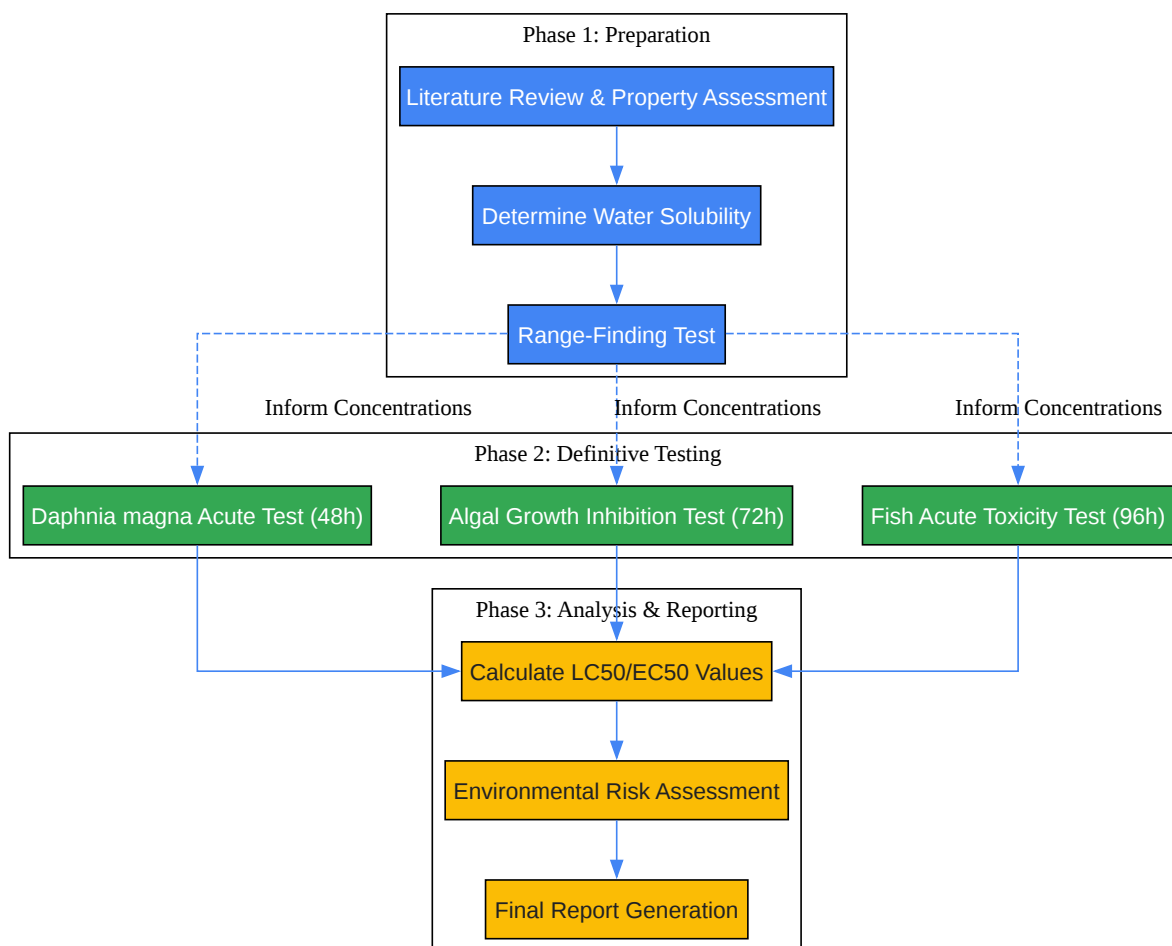 Phase 1: Preparation
Literature Review & Property Assessment
Determine Water Solubility
Range-Finding Test
Inform Concentrations
Inform Concentrations
Inform Concentrations
Phase 2: Definitive Testing
Daphnia magna Acute Test (48h)
Algal Growth Inhibition Test (72h)
Fish Acute Toxicity Test (96h)
Phase 3: Analysis & Reporting
Calculate LC50/EC50 Values
Environmental Risk Assessment
Final Report Generation